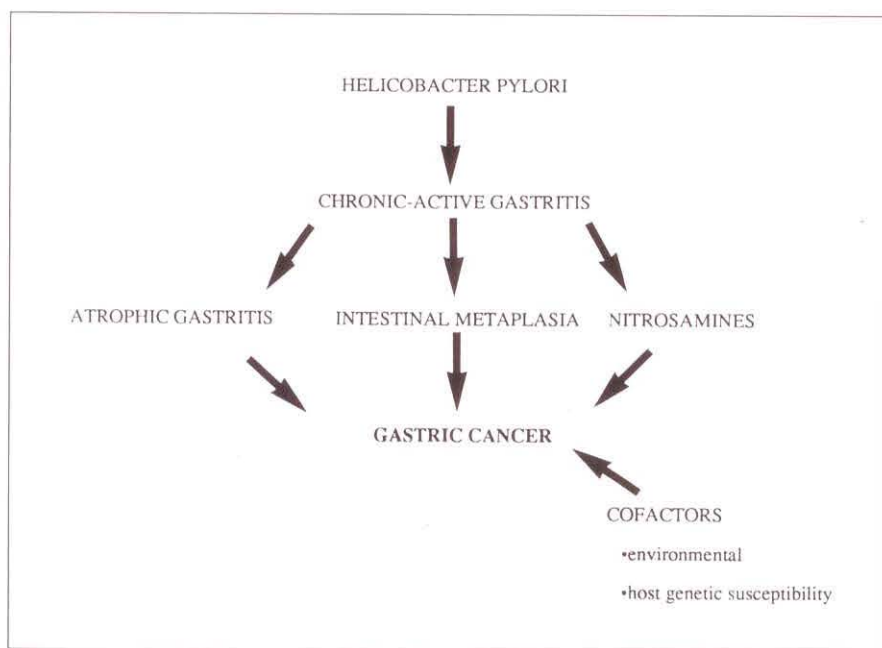 HELICOBACTER PYLORI
CHRONIC-ACTIVE GASTRITIS
ATROPHIC GASTRITIS
INTESTINAL METAPLASIA
NITROSAMINES
GASTRIC CANCER
COFACTORS
•environmental
•host genetic susceptibility